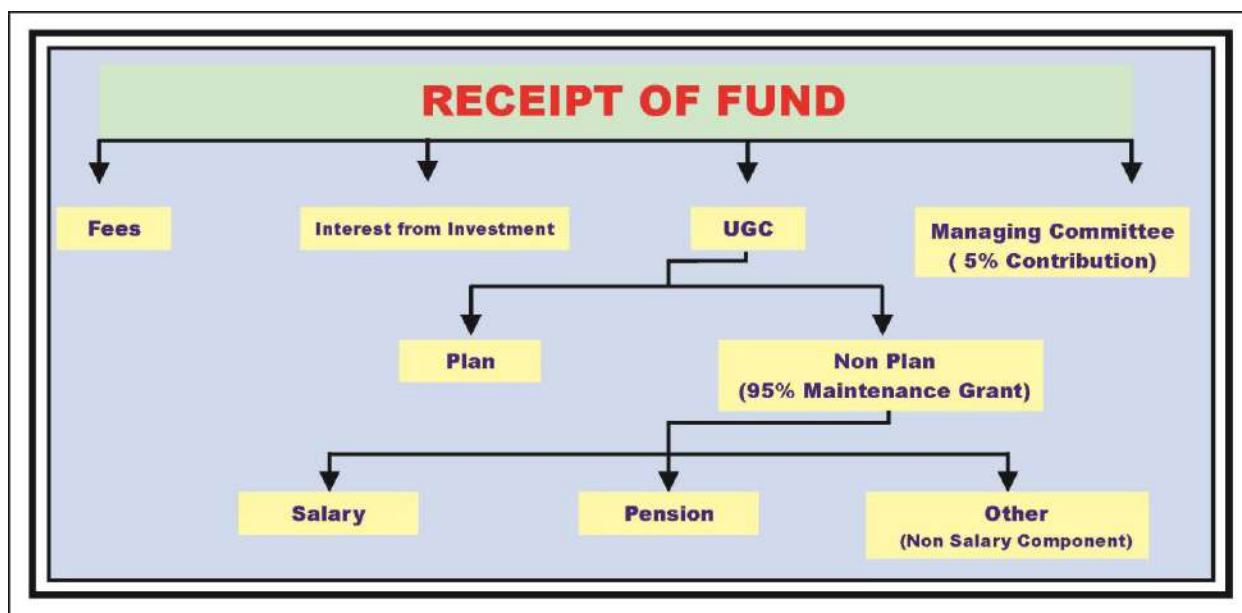 RECEIPT OF FUND
Fees
Interest from Investment
UGC
Managing Committee
( 5% Contribution)
Plan
Non Plan
(95% Maintenance Grant)
Salary
Pension
Other
(Non Salary Component)